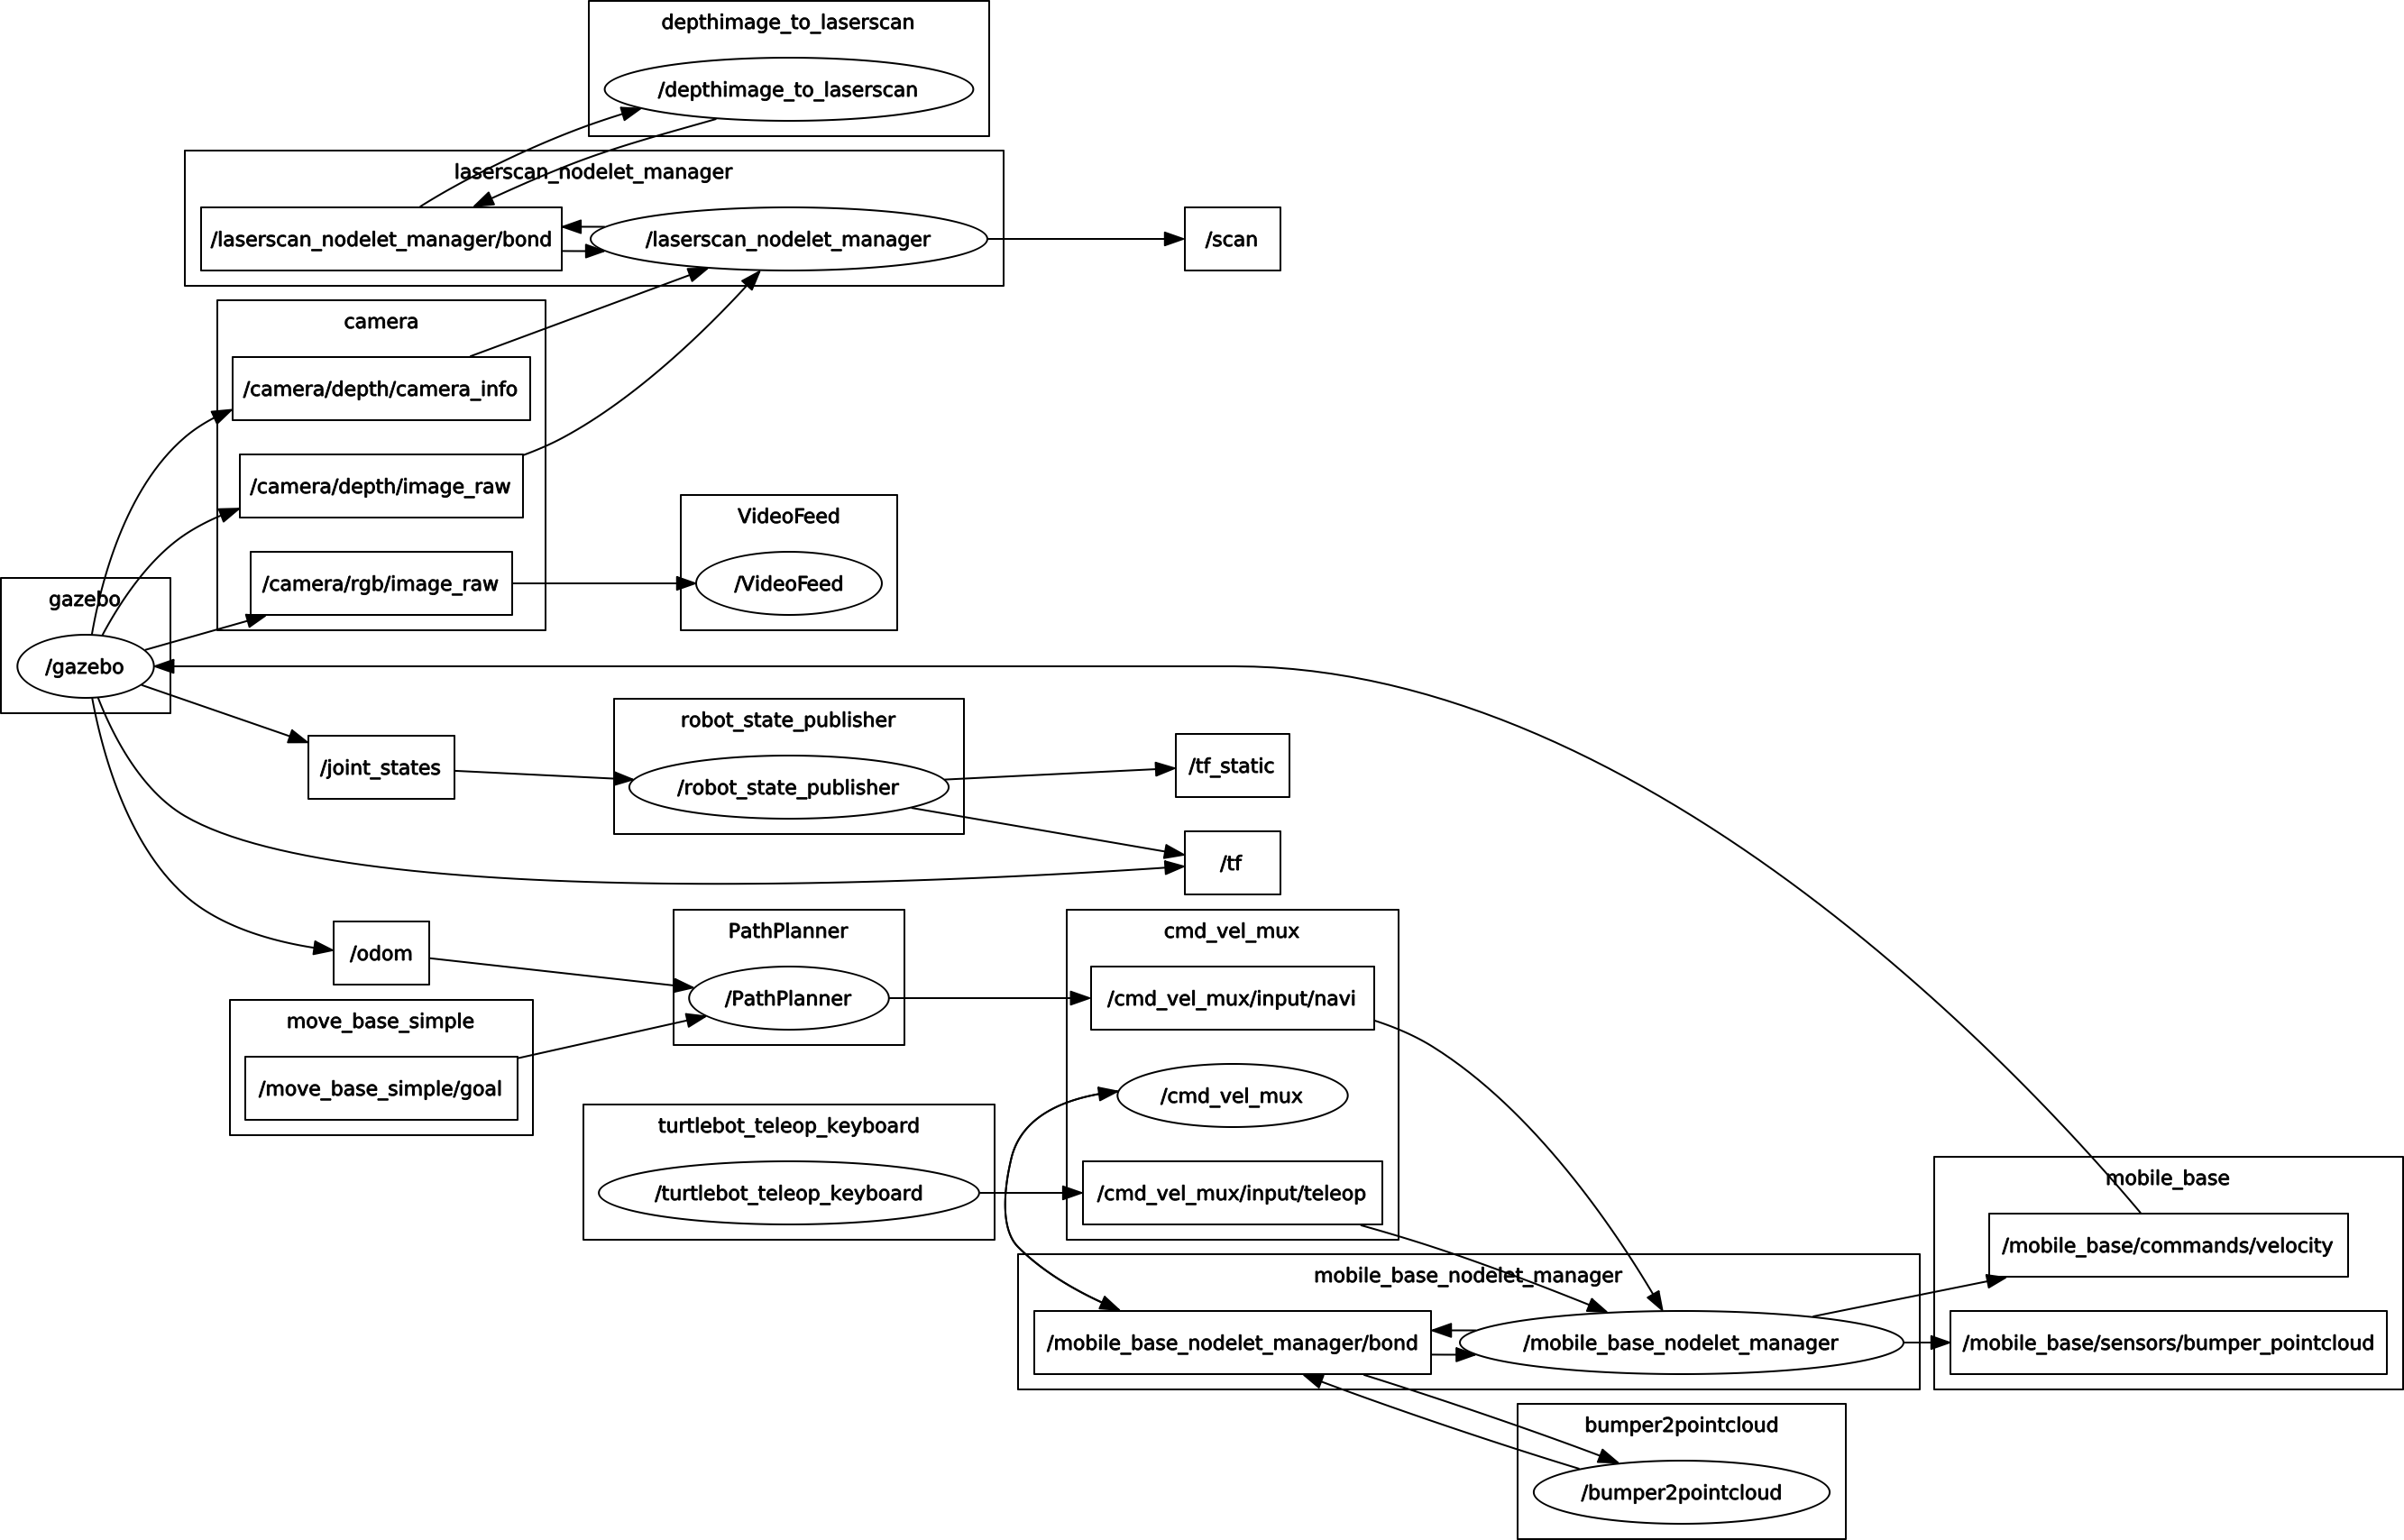 depthimage_to_laserscan
/depthimage_to_laserscan
laserscan_nodelet_manager
/laserscan_nodelet_manager/bond
/laserscan_nodelet_manager
/scan
camera
/camera/depth/camera_info
/camera/depth/image_raw
/camera/rgb/image_raw
VideoFeed
/VideoFeed
gazebo
/gazebo
/joint_states
robot_state_publisher
/robot_state_publisher
/tf_static
/tf
/odom
PathPlanner
/PathPlanner
move_base_simple
/move_base_simple/goal
cmd_vel_mux
/cmd_vel_mux/input/navi
/cmd_vel_mux
/cmd_vel_mux/input/teleop
turtlebot_teleop_keyboard
/turtlebot_teleop_keyboard
mobile_base_nodelet_manager
/mobile_base_nodelet_manager/bond
/mobile_base_nodelet_manager
mobile_base
/mobile_base/commands/velocity
/mobile_base/sensors/bumper_pointcloud
bumper2pointcloud
/bumper2pointcloud